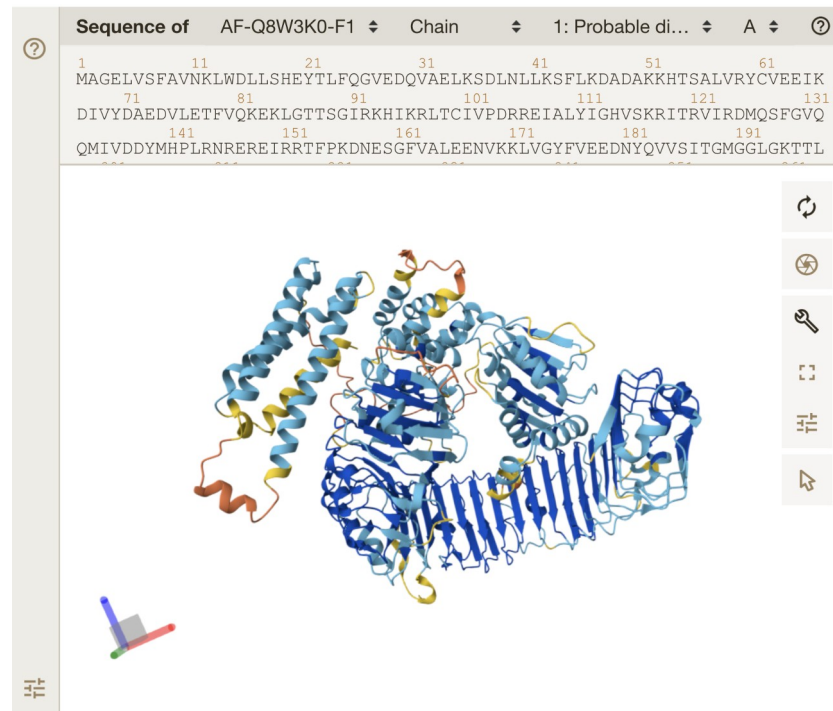 Sequence of AF-Q8W3K0-F1 Chain 1: Probable di... A
1 11 21 31 41 51 61
MAGELVSFAVNKLWDLLSHEYTLFQGVEDQVAELKSDLNLLKSFLKDADAKKHTSALVRYCVEEIK
71 81 91 101 111 121 131
DIVYDAEDVLETFVQKEKLGTTSGIRKHIKRLTCIVPDRREIALYIGHVSKRITRVIRDMQSFGVQ
141 151 161 171 181 191
QMIVDDYMHPLRNREREIRRTFPKDNESGFVALEENVKKLVGYFVEEDNYQVVSITGMGGLGKTTL